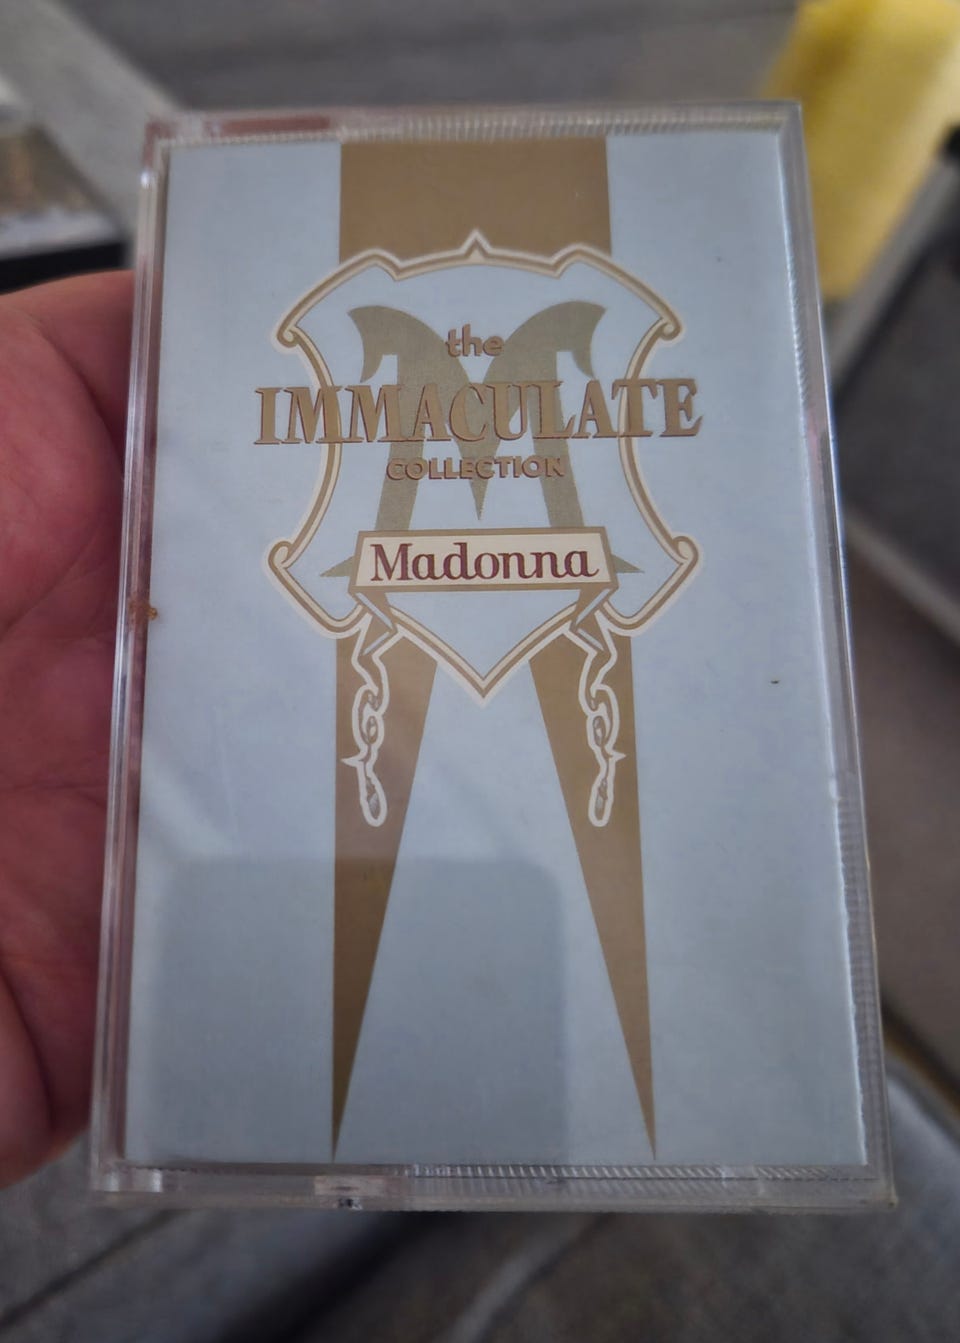 the
IMMACULATE
COLLECTION
Madonna